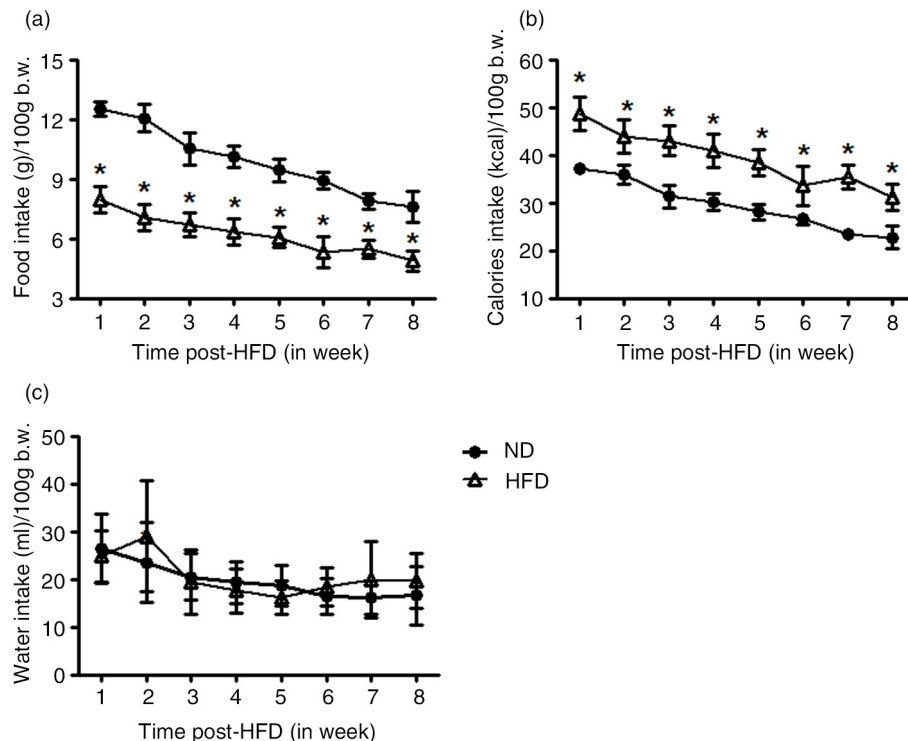 (a)
Food intake (g)/100g b.w.
15
12
9
6
3
* * * * * * * *
1 2 3 4 5 6 7 8
Time post-HFD (in week)
(b)
Calories intake (kcal)/100g b.w.
60
50
40
30
20
10
* * * * * * * *
1 2 3 4 5 6 7 8
Time post-HFD (in week)
(c)
Water intake (ml)/100g b.w.
50
40
30
20
10
0
1 2 3 4 5 6 7 8
Time post-HFD (in week)
ND
HFD